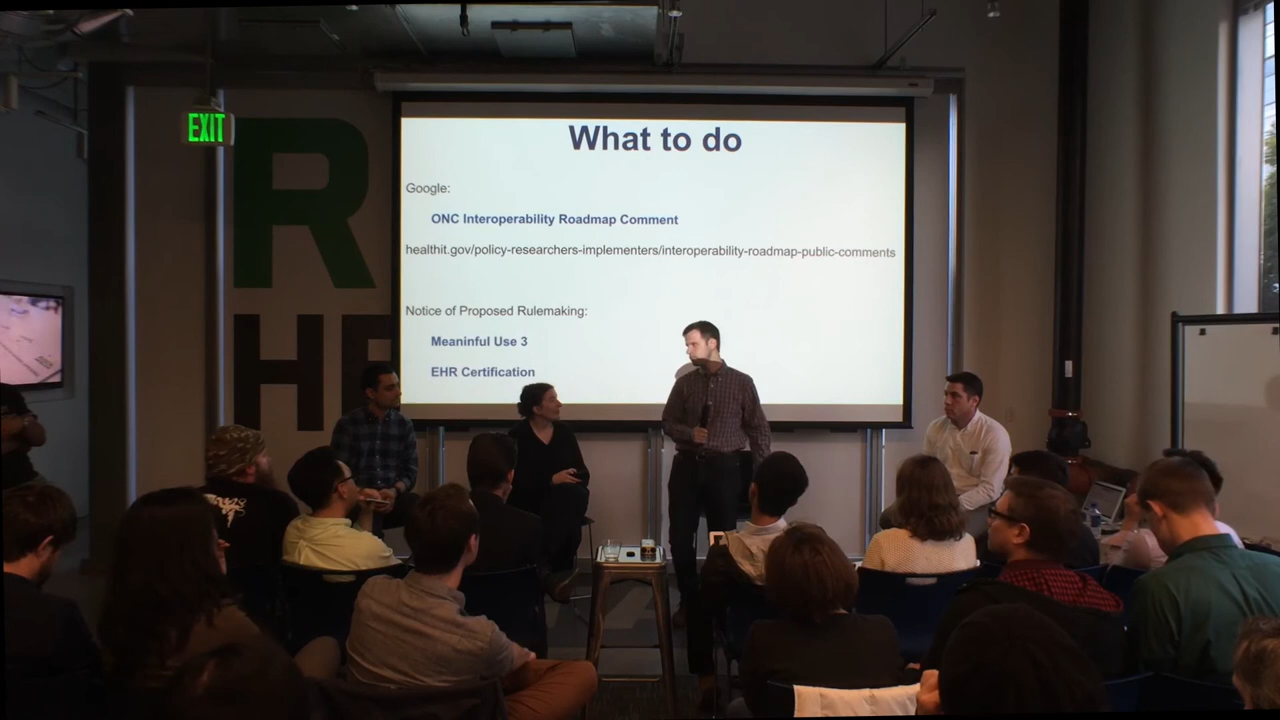 EXIT
R
HE
What to do
Google:
ONC Interoperability Roadmap Comment
healthit.gov/policy-researchers-implementers/interoperability-roadmap-public-comments
Notice of Proposed Rulemaking:
Meaninful Use 3
EHR Certification